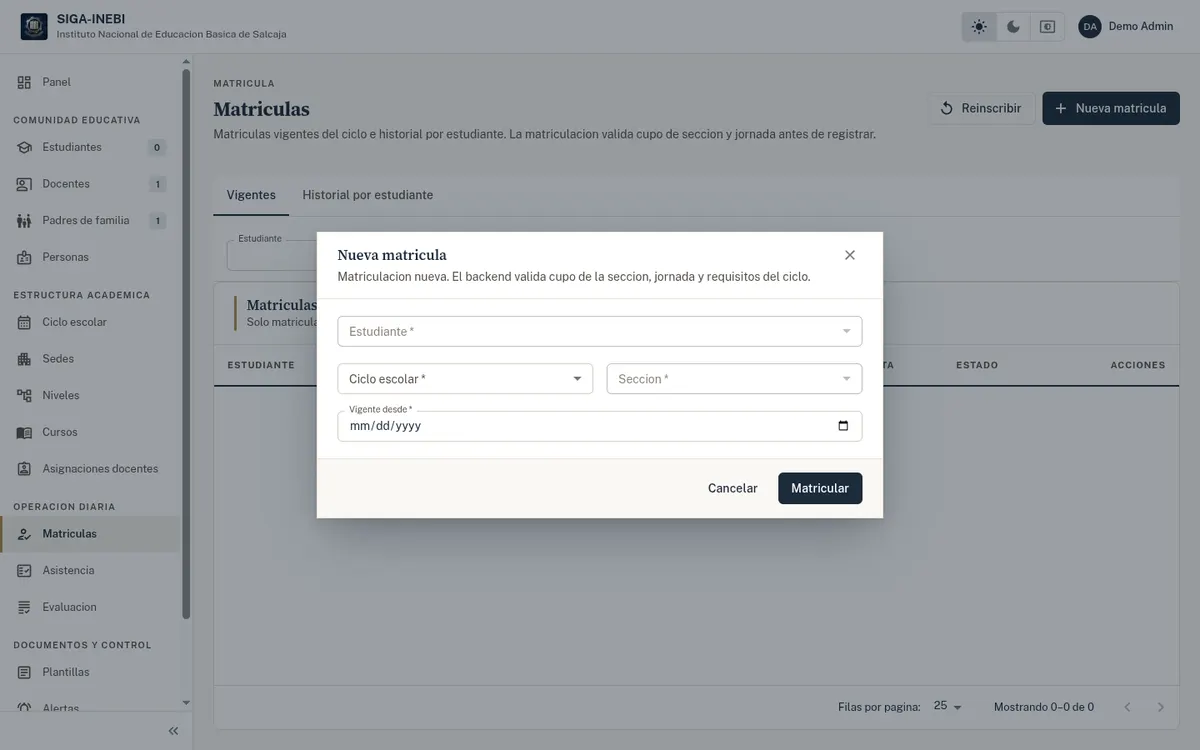 SIGA-INEBI
Instituto Nacional de Educacion Basica de Salcaja
DA
Demo Admin
Panel
COMUNIDAD EDUCATIVA
Estudiantes
0
Docentes
1
Padres de familia
1
Personas
ESTRUCTURA ACADEMICA
Ciclo escolar
Sedes
Niveles
Cursos
Asignaciones docentes
OPERACION DIARIA
Matriculas
Asistencia
Evaluacion
DOCUMENTOS Y CONTROL
Plantillas
Alertas
MATRICULA
Matriculas
Matriculas vigentes del ciclo e historial por estudiante. La matriculacion valida cupo de seccion y jornada antes de registrar.
Reinscribir
Nueva matricula
Vigentes
Historial por estudiante
Estudiante
Matriculas
Solo matricula
ESTUDIANTE
TA
ESTADO
ACCIONES
Nueva matricula
Matriculacion nueva. El backend valida cupo de la seccion, jornada y requisitos del ciclo.
Estudiante *
Ciclo escolar *
Seccion *
Vigente desde *
mm/dd/yyyy
Cancelar
Matricular
Filas por pagina:
25
Mostrando 0–0 de 0